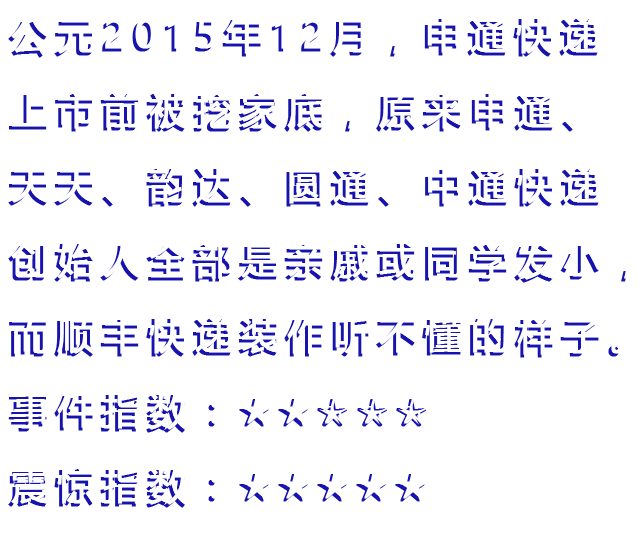 公元2015年12月，申通快递
上市前被挖家底，原来申通、
天天、韵达、圆通、中通快递
创始人全部是亲戚或同学发小，
而顺丰快递装作听不懂的样子。
事件指数：★★☆☆☆
震惊指数：★★★★★